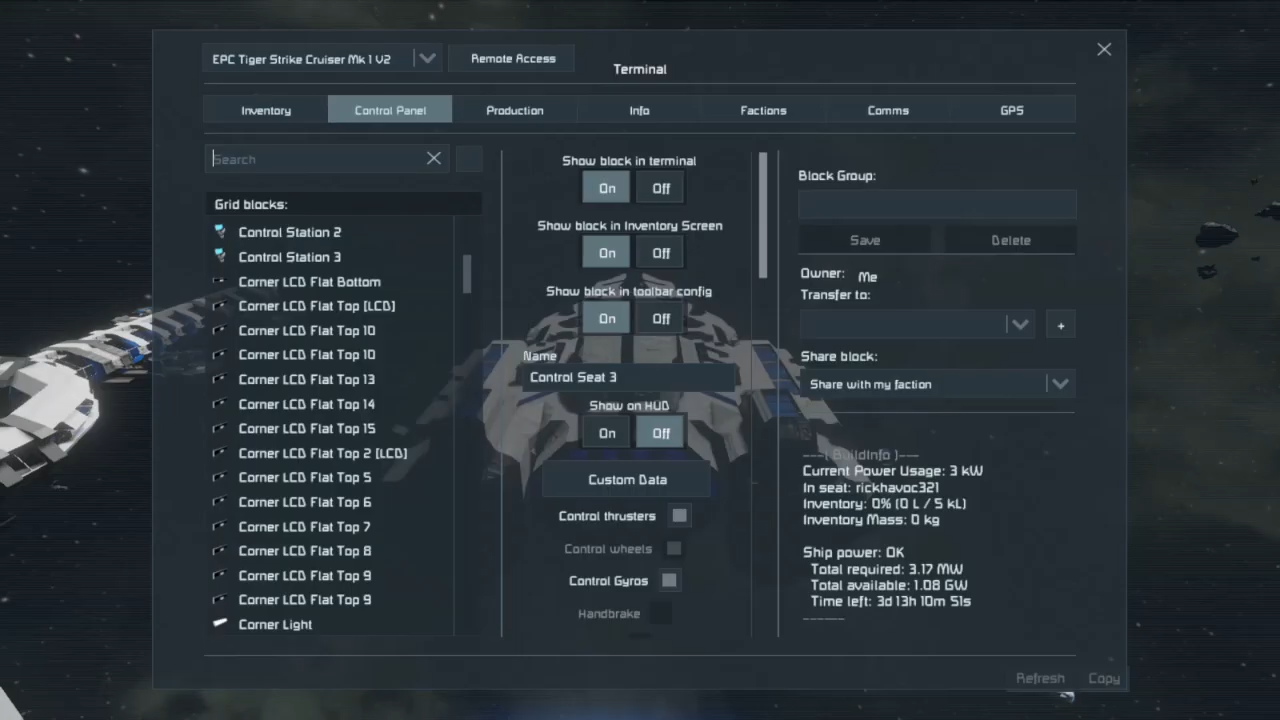 EPC Tiger Strike Cruiser Mk 1 V2
Remote Access
Terminal
Inventory
Control Panel
Production
Info
Factions
Comms
GPS
Search
Grid blocks:
Control Station 2
Control Station 3
Corner LCD Flat Bottom
Corner LCD Flat Top [LCD]
Corner LCD Flat Top 10
Corner LCD Flat Top 10
Corner LCD Flat Top 13
Corner LCD Flat Top 14
Corner LCD Flat Top 15
Corner LCD Flat Top 2 [LCD]
Corner LCD Flat Top 5
Corner LCD Flat Top 6
Corner LCD Flat Top 7
Corner LCD Flat Top 8
Corner LCD Flat Top 9
Corner LCD Flat Top 9
Corner Light
Show block in terminal
On Off
Show block in Inventory Screen
On Off
Show block in toolbar config
On Off
Name
Control Seat 3
Show on HUD
On Off
Custom Data
Control thrusters
Control wheels
Control Gyros
Handbrake
Block Group:
Save
Delete
Owner: Me
Transfer to:
+
Share block:
Share with my faction
---( BuildInfo )---
Current Power Usage: 3 kW
In seat: rickhavoc321
Inventory: 0% (0 L / 5 kL)
Inventory Mass: 0 kg
Ship power: OK
Total required: 3.17 MW
Total available: 1.08 GW
Time left: 3d 13h 10m 51s
------
Refresh
Copy